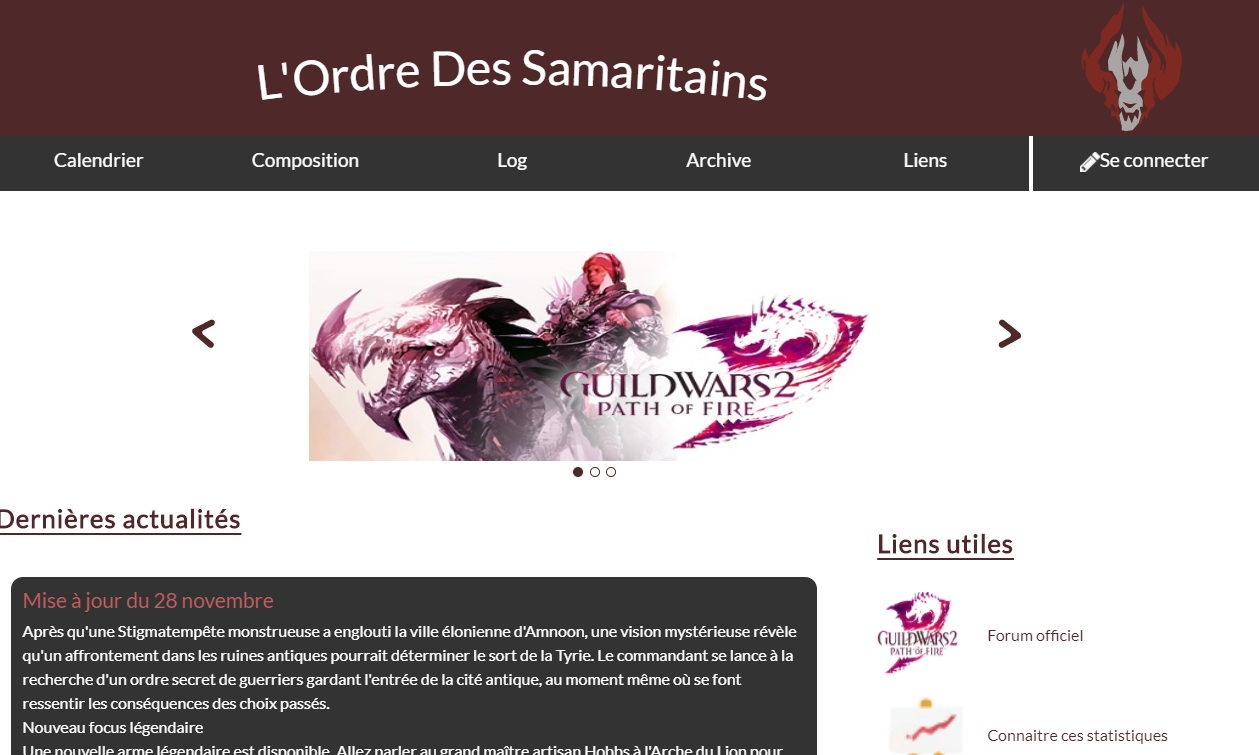 L'Ordre Des Samaritains
Calendrier
Composition
Log
Archive
Liens
Se connecter
GUILD WARS 2
PATH OF FIRE
Dernières actualités
Liens utiles
Mise à jour du 28 novembre
Après qu'une Stigmatempête monstrueuse a englouti la ville élonienne d'Amnoon, une vision mystérieuse révèle
qu'un affrontement dans les ruines antiques pourrait déterminer le sort de la Tyrie. Le commandant se lance à la
recherche d'un ordre secret de guerriers gardant l'entrée de la cité antique, au moment même où se font
ressentir les conséquences des choix passés.
Nouveau focus légendaire
Une nouvelle arme légendaire est disponible. Allez parler au grand maître artisan Hobbs à l'Arche du Lion pour
GUILD WARS 2
PATH OF FIRE
Forum officiel
Connaitre ces statistiques